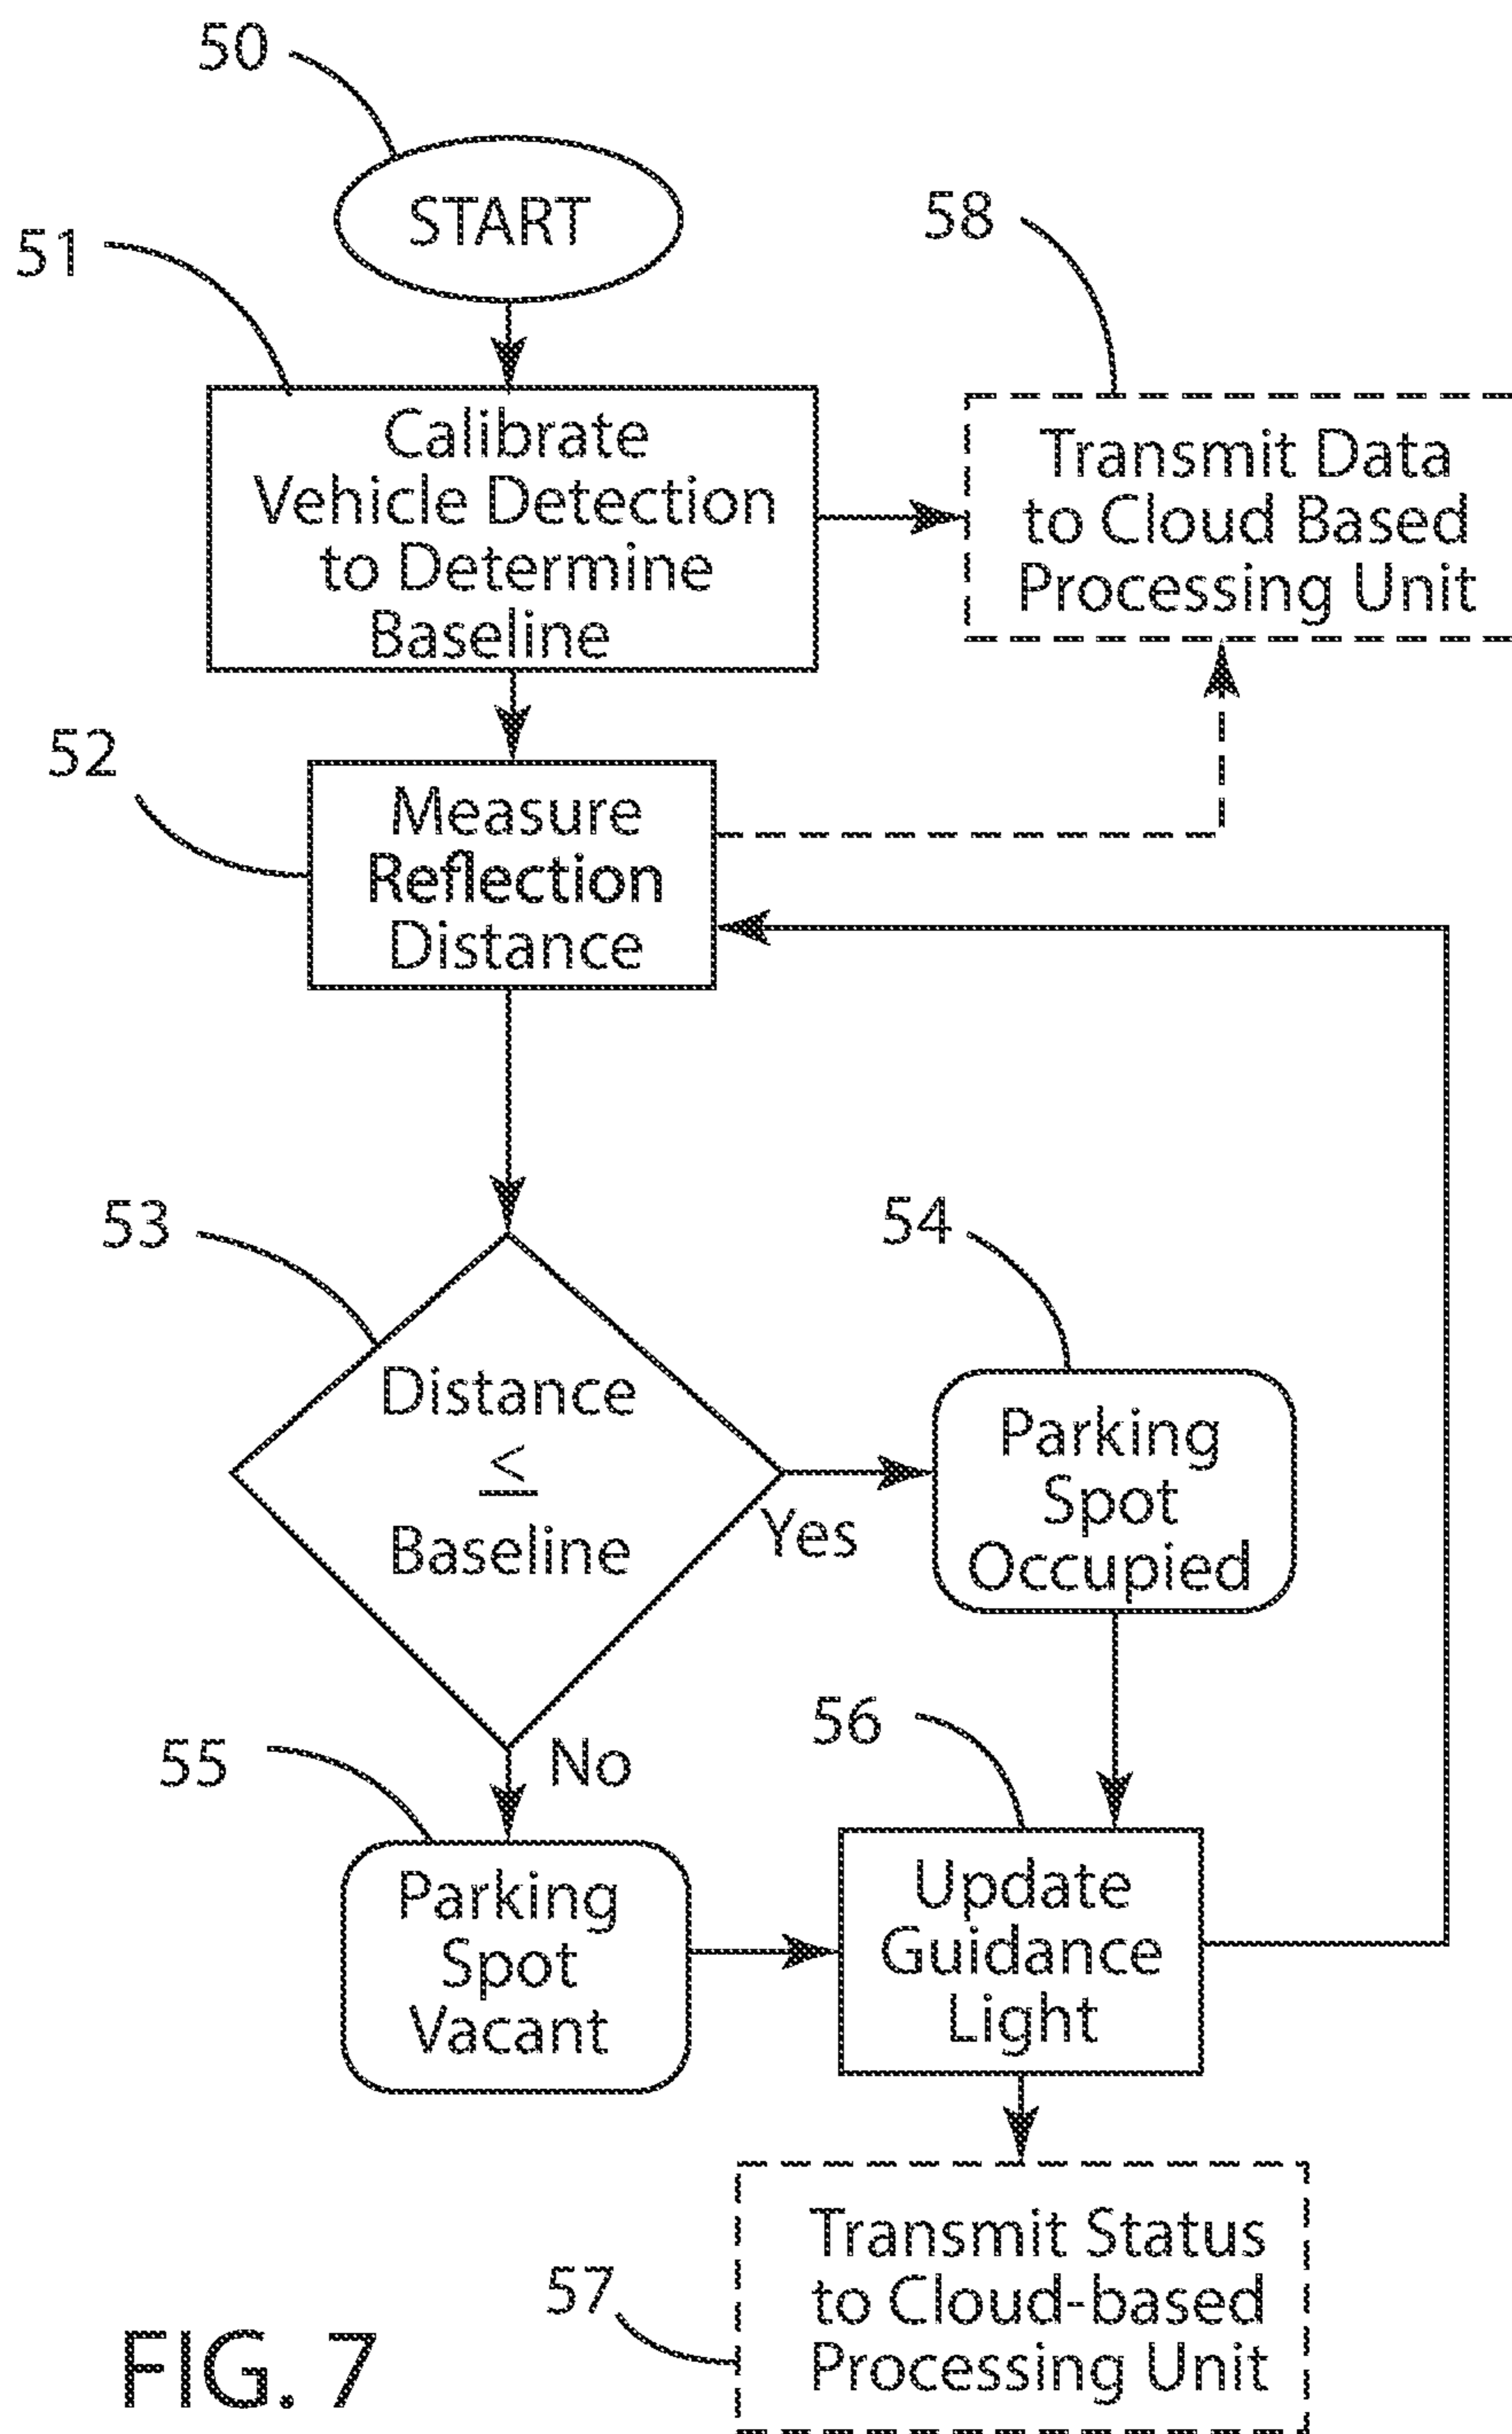 50
START
51
Calibrate
Vehicle Detection
to Determine
Baseline
58
Transmit Data
to Cloud Based
Processing Unit
52
Measure
Reflection
Distance
53
Distance
≤
Baseline
Yes
54
Parking
Spot
Occupied
No
55
Parking
Spot
Vacant
56
Update
Guidance
Light
57
Transmit Status
to Cloud-based
Processing Unit
FIG. 7